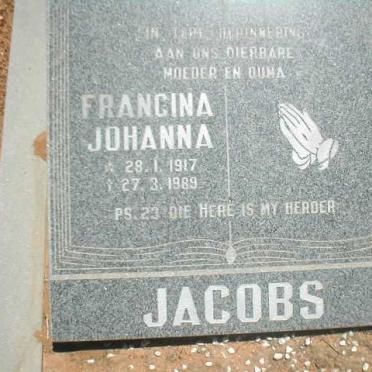 IN TERE HERINNERING
AAN ONS DIERBARE
MOEDER EN OUMA
FRANCINA
JOHANNA
☆ 28.1.1917
† 27.3.1989
PS. 23 DIE HERE IS MY HERDER
JACOBS